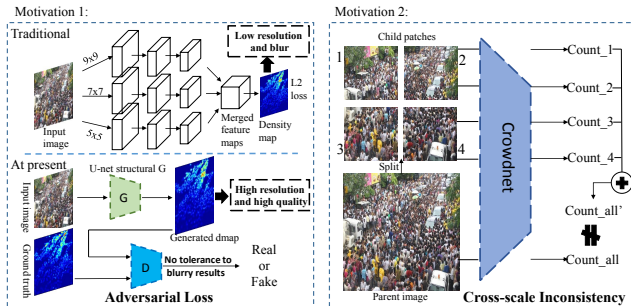 Motivation 1:
Traditional
9x9
7x7
5x5
Input
image
Merged
feature
maps
Low resolution
and blur
L2
loss
Density
map
At present
U-net structural G
Input image
G
High resolution
and high quality
Generated dmap
Ground truth
D
No tolerance to
blurry results
Real
or
Fake
Adversarial Loss
Motivation 2:
Child patches
1
2
3
4
Split
Crowdnet
Count_1
Count_2
Count_3
Count_4
Count_all'
Count_all
Parent image
Cross-scale Inconsistency